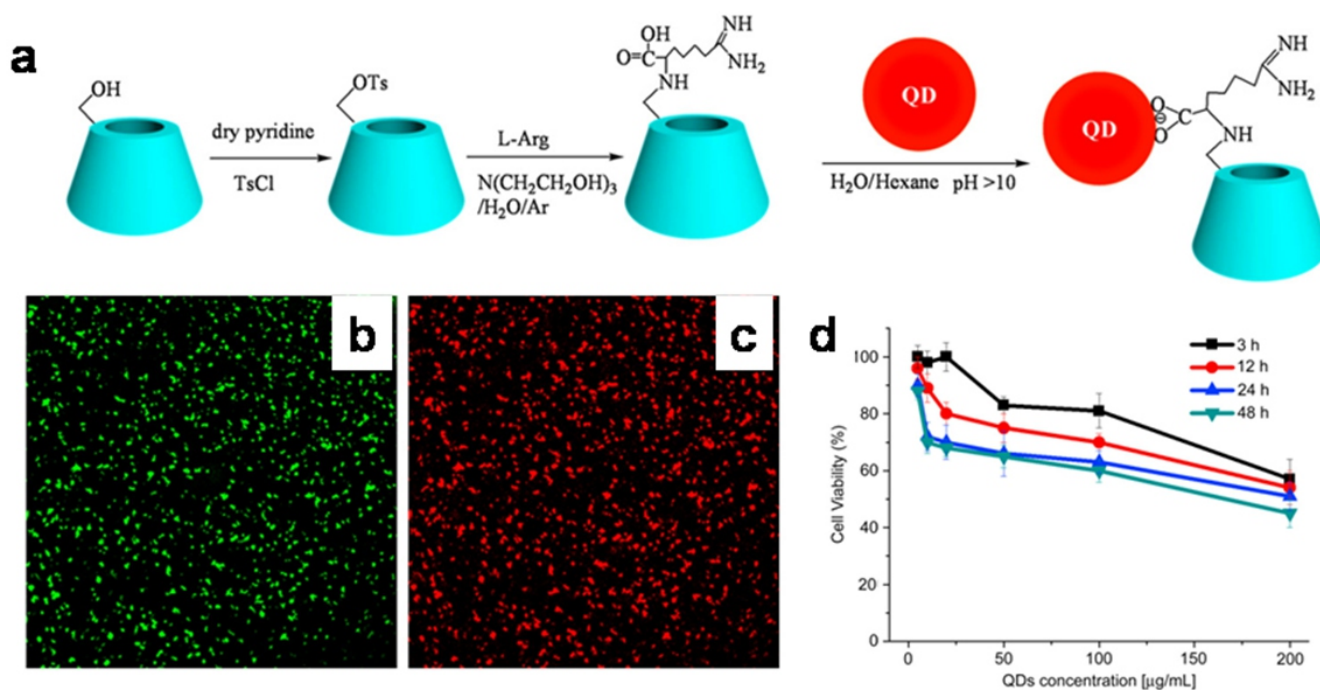 a
OH
dry pyridine
TsCl
OTs
L-Arg
N(CH₂CH₂OH)₃
/H₂O/Ar
OH
O=C
NH
NH₂
NH
QD
H₂O/Hexane pH >10
QD
O
⊖
O
C
NH
NH₂
NH
b
c
d
3 h
12 h
24 h
48 h
Cell Viability (%)
100
80
60
40
20
0
0
50
100
150
200
QDs concentration [µg/mL]